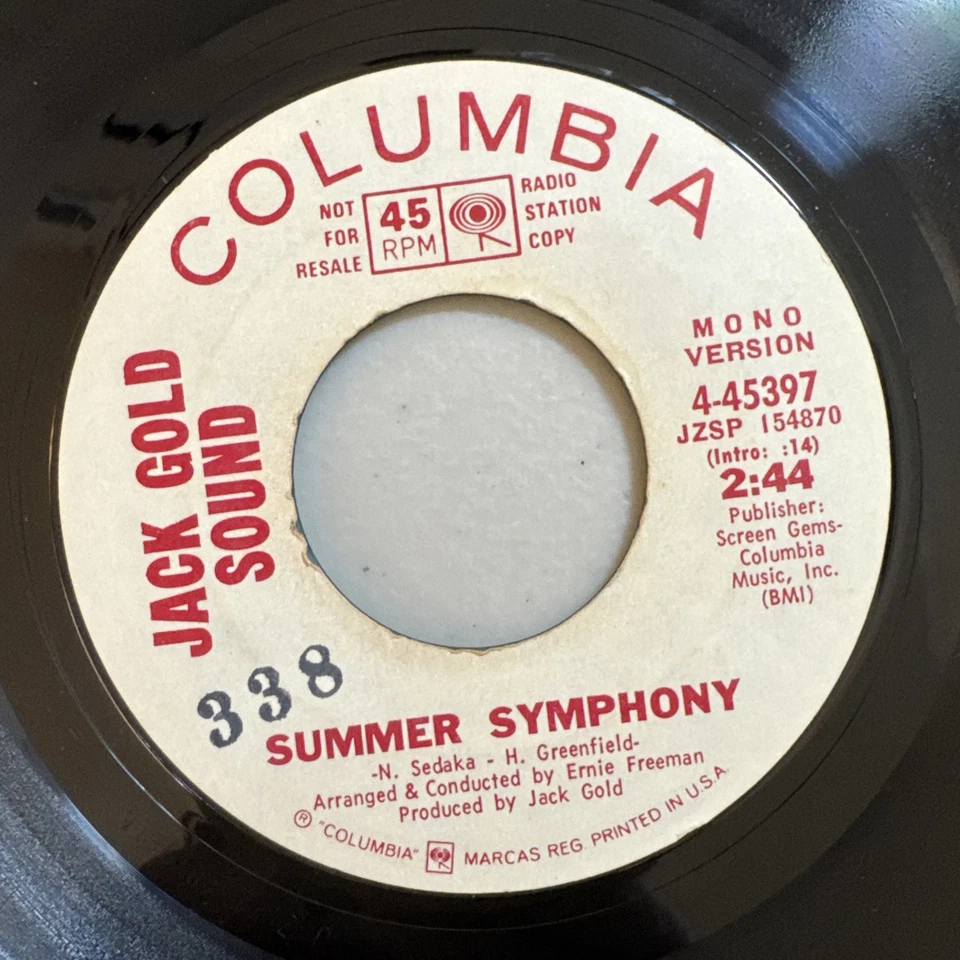 COLUMBIA
NOT
FOR
RESALE
45
RPM
RADIO
STATION
COPY
MONO
VERSION
4-45397
JZSP 154870
(Intro: :14)
2:44
Publisher:
Screen Gems-
Columbia
Music, Inc.
(BMI)
JACK GOLD
SOUND
338
SUMMER SYMPHONY
-N. Sedaka - H. Greenfield-
Arranged & Conducted by Ernie Freeman
Produced by Jack Gold
® "COLUMBIA" MARCAS REG. PRINTED IN U.S.A.